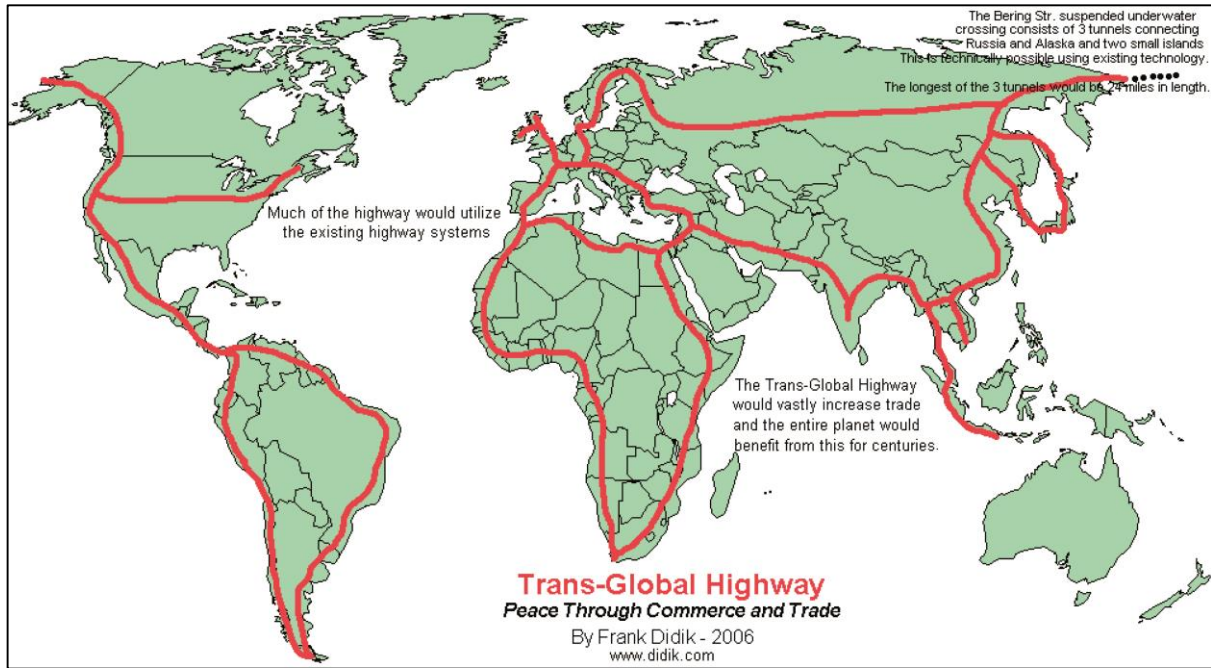 The Bering Str. suspended underwater
crossing consists of 3 tunnels connecting
Russia and Alaska and two small islands
This is technically possible using existing technology.
The longest of the 3 tunnels would be 24 miles in length.
Much of the highway would utilize
the existing highway systems
The Trans-Global Highway
would vastly increase trade
and the entire planet would
benefit from this for centuries.
Trans-Global Highway
Peace Through Commerce and Trade
By Frank Didik - 2006
www.didik.com